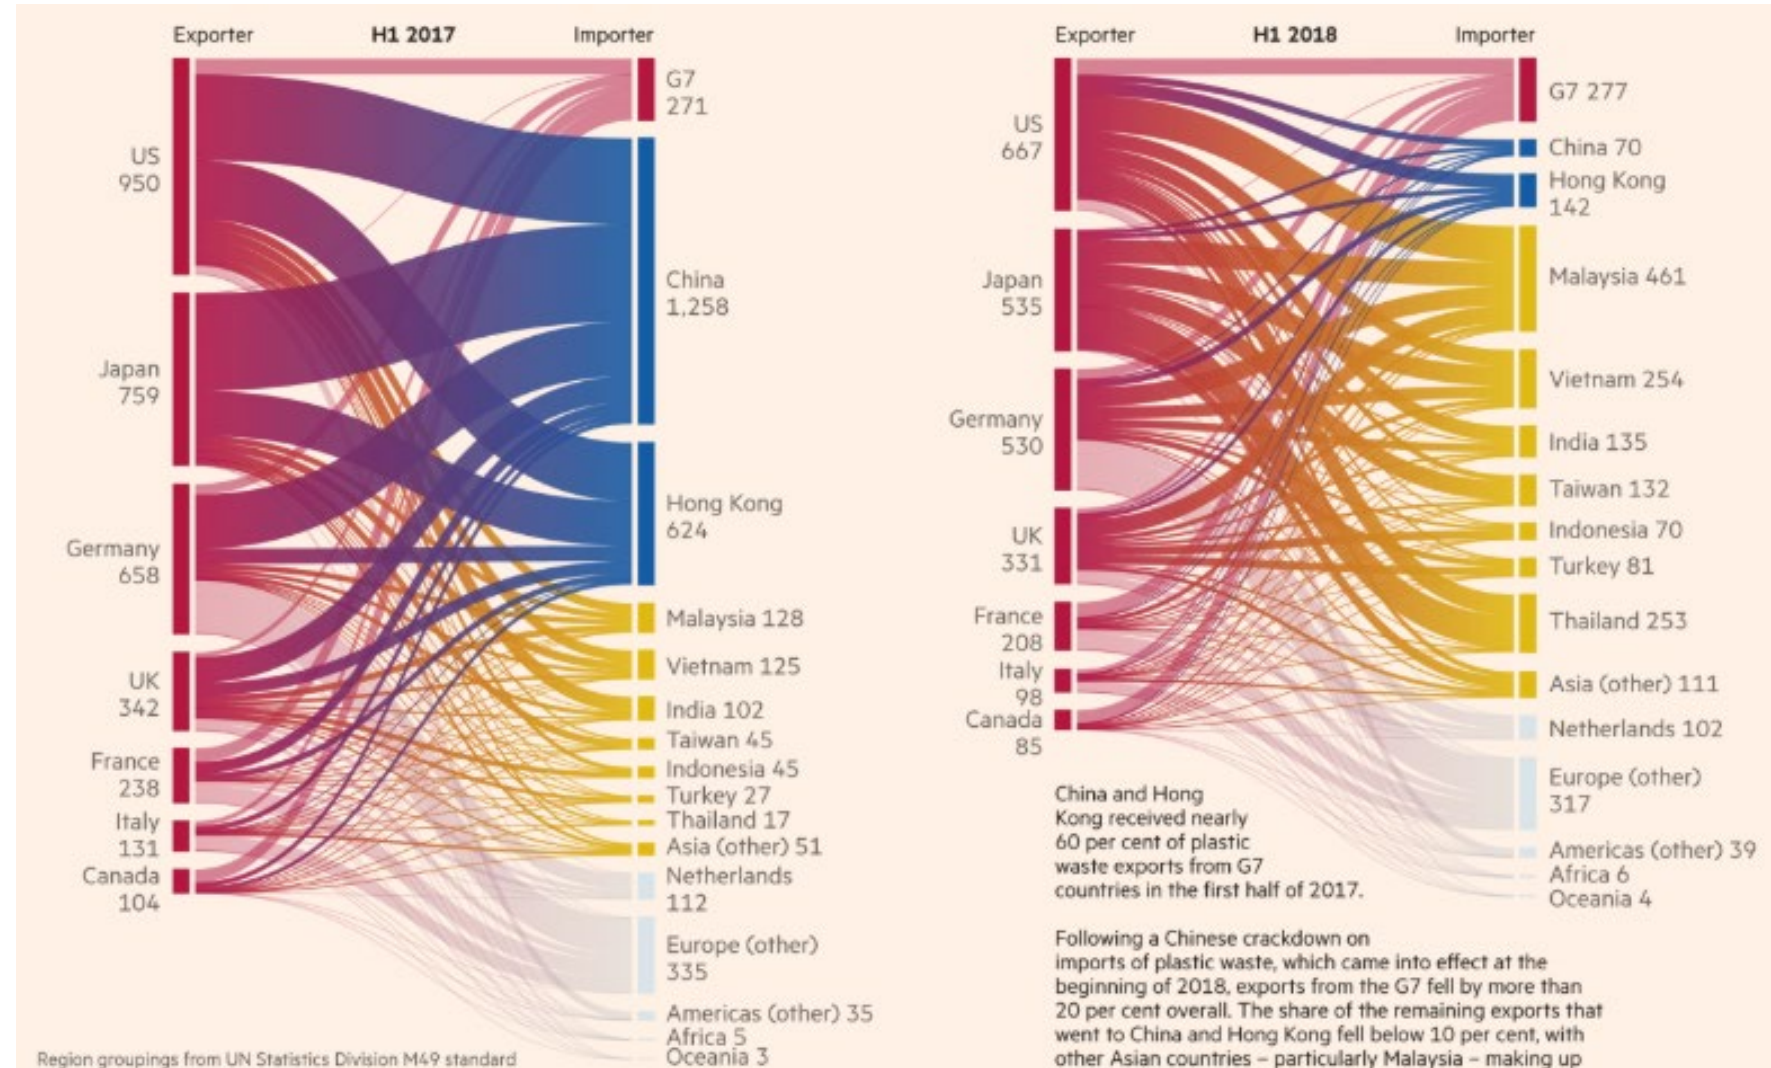 Exporter H1 2017 Importer
US
950
Japan
759
Germany
658
UK
342
France
238
Italy
131
Canada
104
G7
271
China
1,258
Hong Kong
624
Malaysia 128
Vietnam 125
India 102
Taiwan 45
Indonesia 45
Turkey 27
Thailand 17
Asia (other) 51
Netherlands
112
Europe (other)
335
Americas (other) 35
Africa 5
Oceania 3
Region groupings from UN Statistics Division M49 standard
Exporter H1 2018 Importer
US
667
Japan
535
Germany
530
UK
331
France
208
Italy
98
Canada
85
G7 277
China 70
Hong Kong
142
Malaysia 461
Vietnam 254
India 135
Taiwan 132
Indonesia 70
Turkey 81
Thailand 253
Asia (other) 111
Netherlands 102
Europe (other)
317
Americas (other) 39
Africa 6
Oceania 4
China and Hong
Kong received nearly
60 per cent of plastic
waste exports from G7
countries in the first half of 2017.
Following a Chinese crackdown on
imports of plastic waste, which came into effect at the
beginning of 2018, exports from the G7 fell by more than
20 per cent overall. The share of the remaining exports that
went to China and Hong Kong fell below 10 per cent, with
other Asian countries – particularly Malaysia – making up